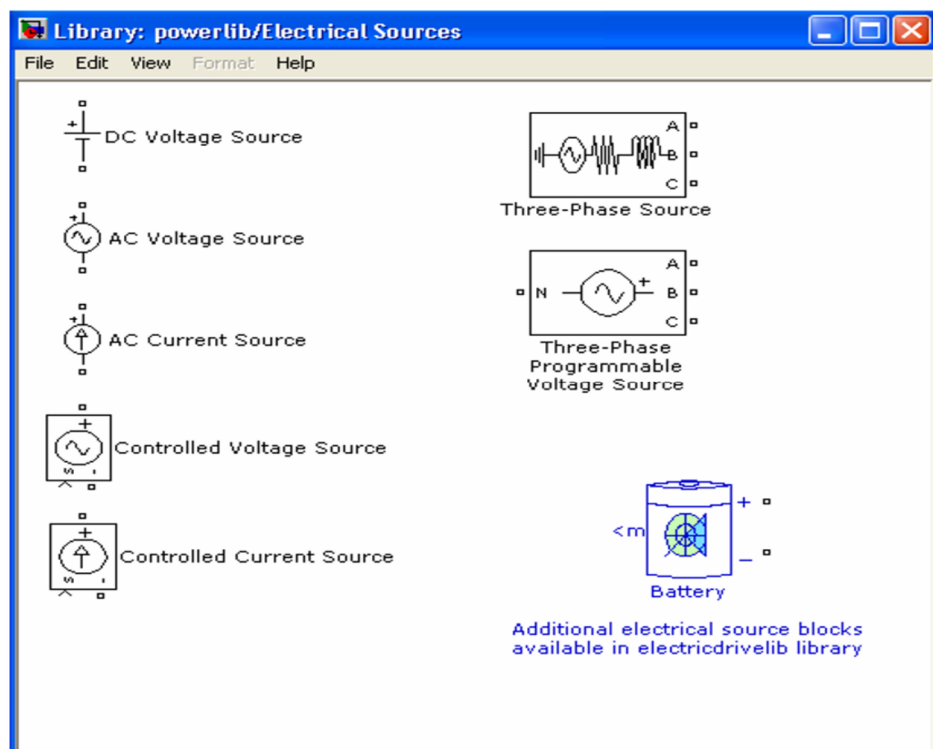 Library: powerlib/Electrical Sources
File Edit View Format Help
+
DC Voltage Source
+
AC Voltage Source
+
AC Current Source
+
s -
Controlled Voltage Source
+
s -
Controlled Current Source
A
B
C
Three-Phase Source
N
+
A
B
C
Three-Phase
Programmable
Voltage Source
<m
+
–
Battery
Additional electrical source blocks
available in electricdrivelib library